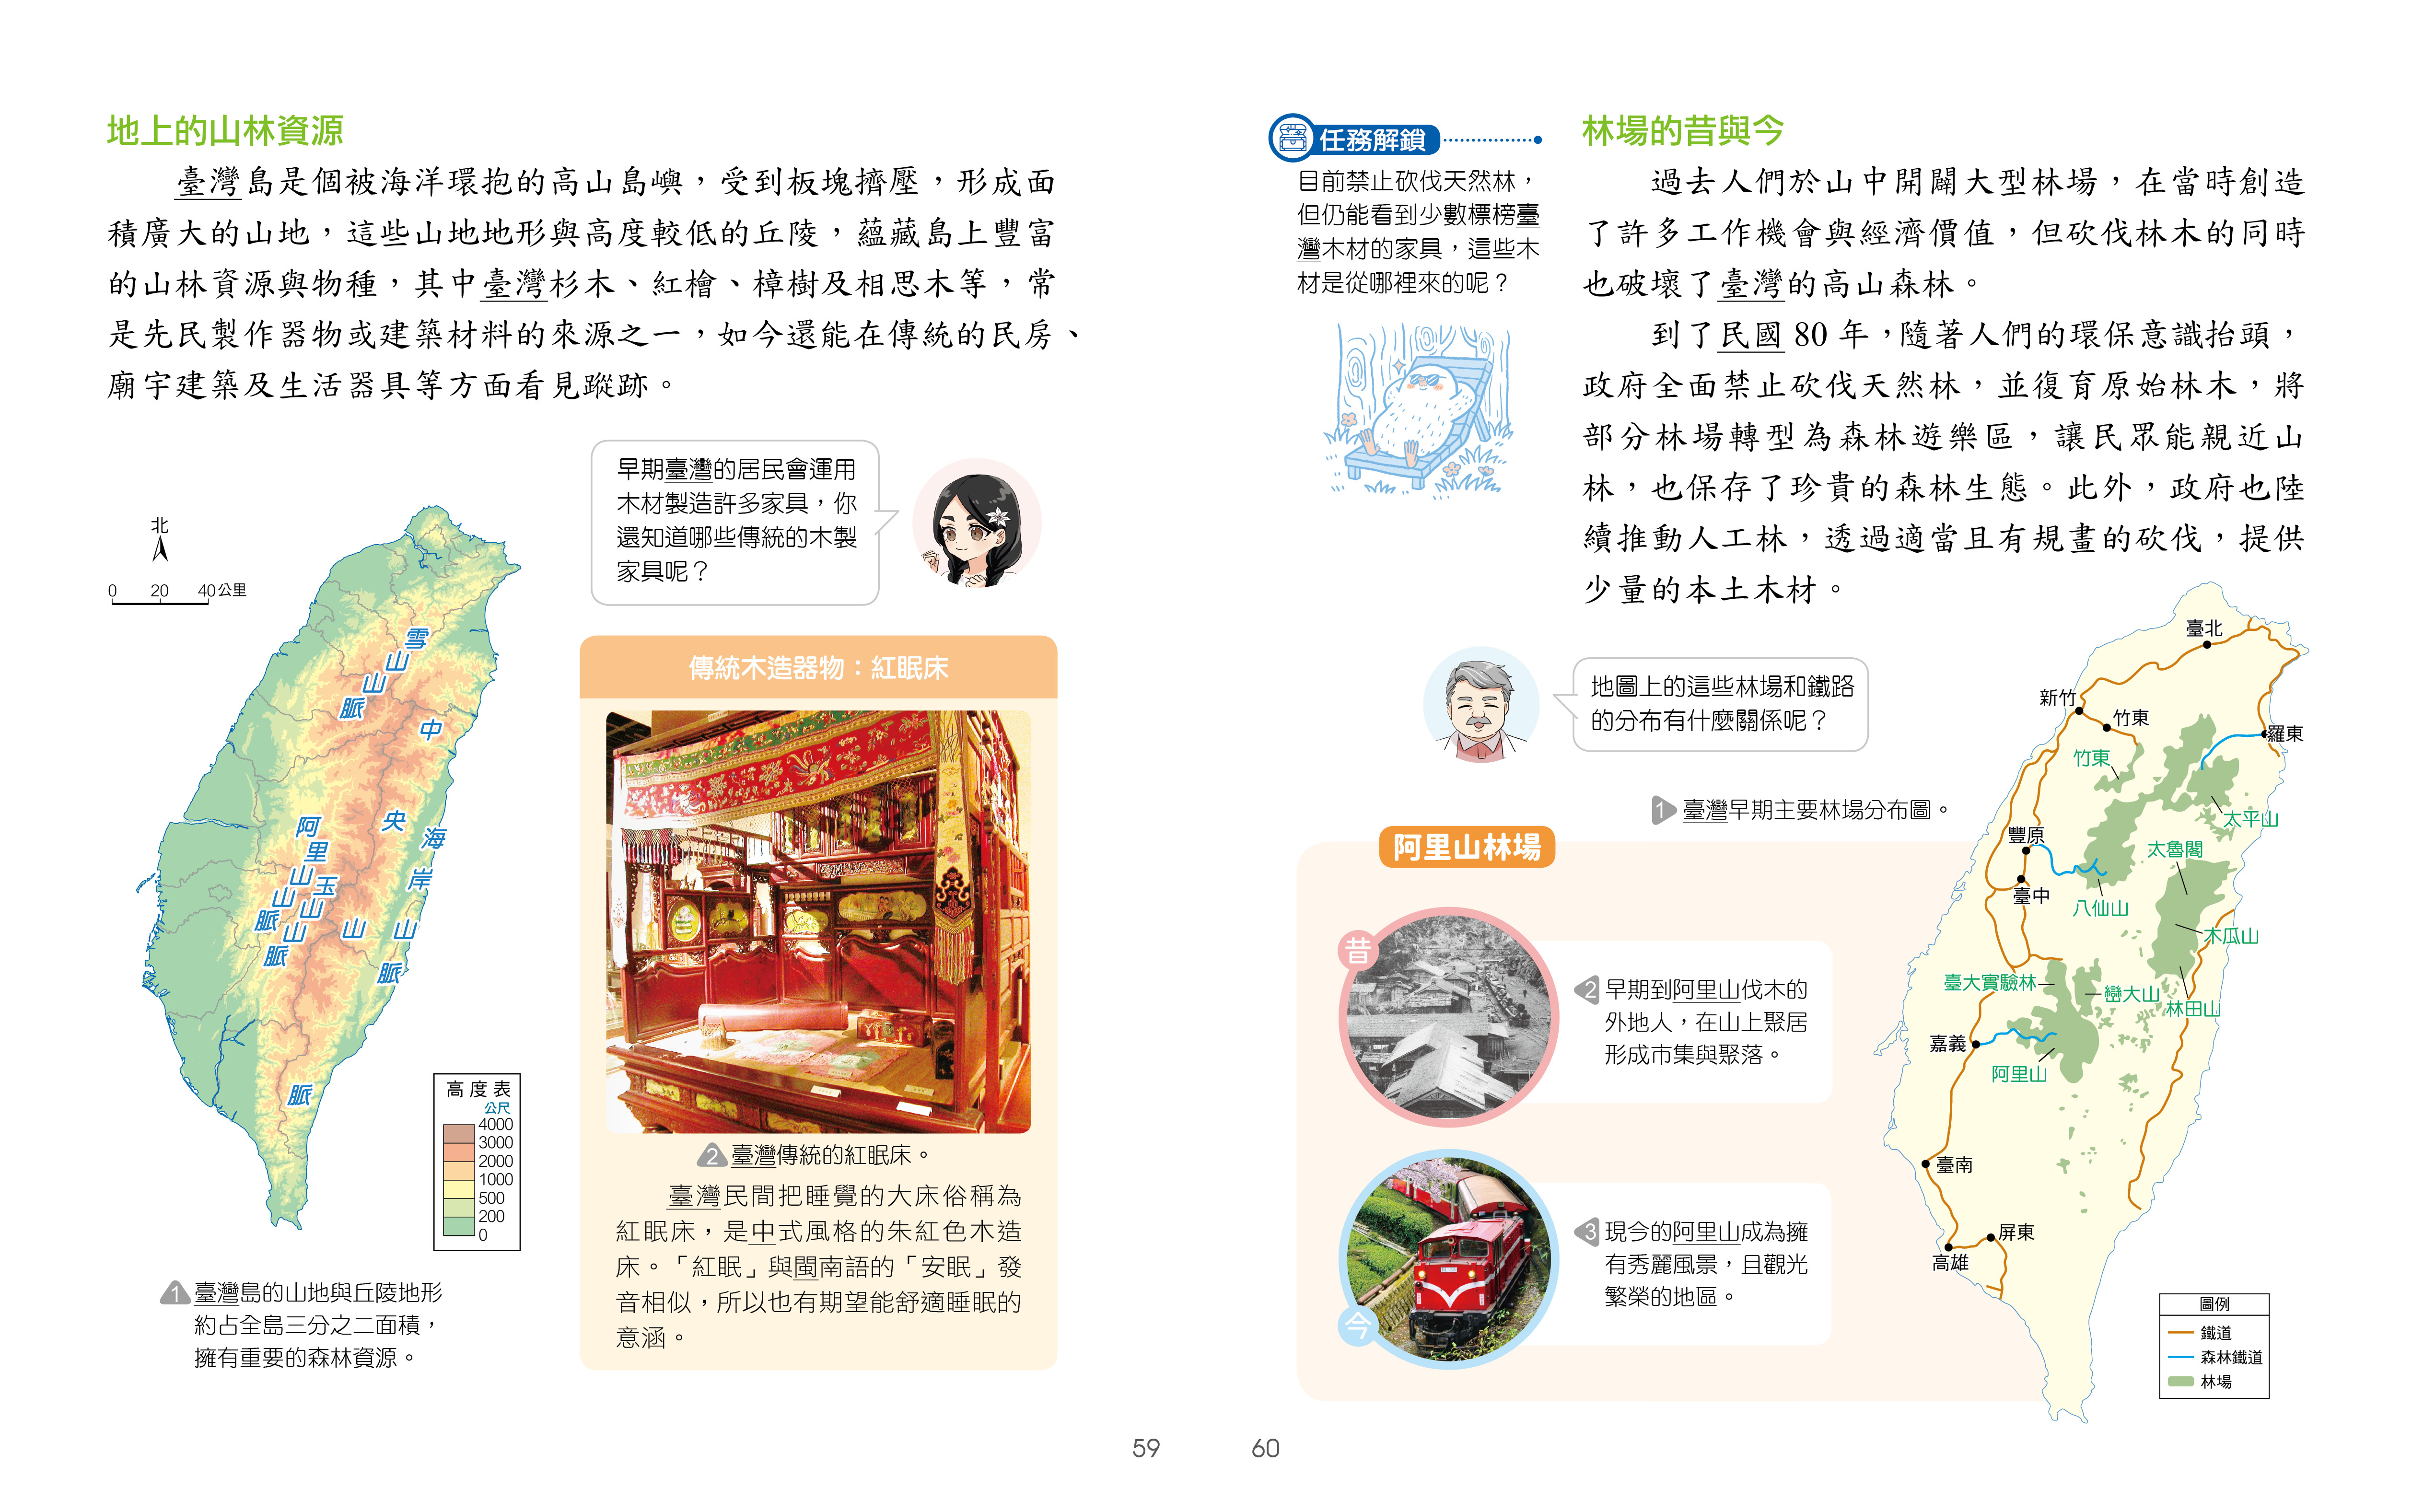 地上的山林資源
臺灣島是個被海洋環抱的高山島嶼，受到板塊擠壓，形成面
積廣大的山地，這些山地地形與高度較低的丘陵，蘊藏島上豐富
的山林資源與物種，其中臺灣杉木、紅檜、樟樹及相思木等，常
是先民製作器物或建築材料的來源之一，如今還能在傳統的民房、
廟宇建築及生活器具等方面看見蹤跡。
早期臺灣的居民會運用
木材製造許多家具，你
還知道哪些傳統的木製
家具呢？
北
0 20 40公里
雪山山脈
中央山脈
海岸山脈
阿里山山脈
玉山山脈
高度表
公尺
4000
3000
2000
1000
500
200
0
1 臺灣島的山地與丘陵地形
約占全島三分之二面積，
擁有重要的森林資源。
傳統木造器物：紅眠床
2 臺灣傳統的紅眠床。
臺灣民間把睡覺的大床俗稱為
紅眠床，是中式風格的朱紅色木造
床。「紅眠」與閩南語的「安眠」發
音相似，所以也有期望能舒適睡眠的
意涵。
59
任務解鎖
目前禁止砍伐天然林，
但仍能看到少數標榜臺
灣木材的家具，這些木
材是從哪裡來的呢？
林場的昔與今
過去人們於山中開闢大型林場，在當時創造
了許多工作機會與經濟價值，但砍伐林木的同時
也破壞了臺灣的高山森林。
到了民國 80 年，隨著人們的環保意識抬頭，
政府全面禁止砍伐天然林，並復育原始林木，將
部分林場轉型為森林遊樂區，讓民眾能親近山
林，也保存了珍貴的森林生態。此外，政府也陸
續推動人工林，透過適當且有規畫的砍伐，提供
少量的本土木材。
地圖上的這些林場和鐵路
的分布有什麼關係呢？
1 臺灣早期主要林場分布圖。
阿里山林場
昔
2 早期到阿里山伐木的
外地人，在山上聚居
形成市集與聚落。
今
3 現今的阿里山成為擁
有秀麗風景，且觀光
繁榮的地區。
臺北
新竹
竹東
羅東
竹東
太平山
豐原
太魯閣
臺中
八仙山
木瓜山
臺大實驗林
巒大山
林田山
嘉義
阿里山
臺南
屏東
高雄
圖例
鐵道
森林鐵道
林場
60